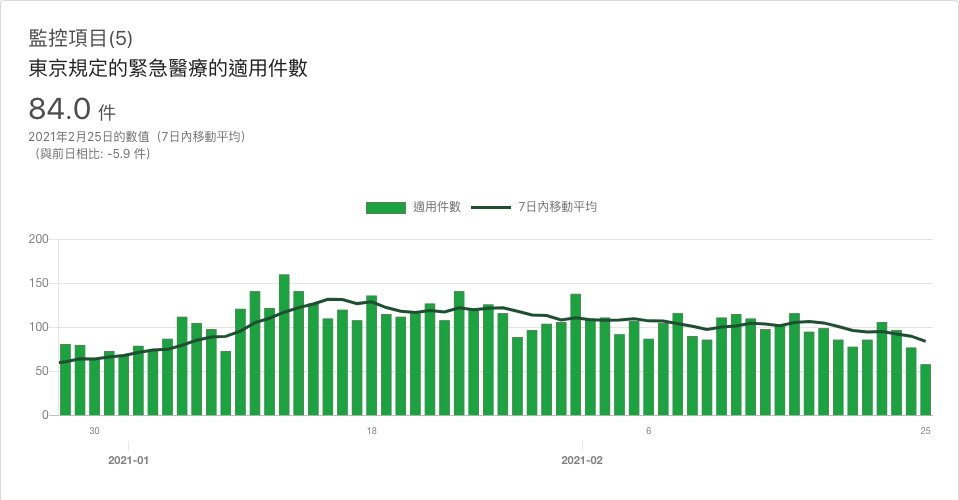 監控項目(5)
東京規定的緊急醫療的適用件數
84.0 件
2021年2月25日的數值（7日內移動平均）
（與前日相比: -5.9 件）
適用件數 7日內移動平均
200
150
100
50
0
30 18 6 25
2021-01 2021-02